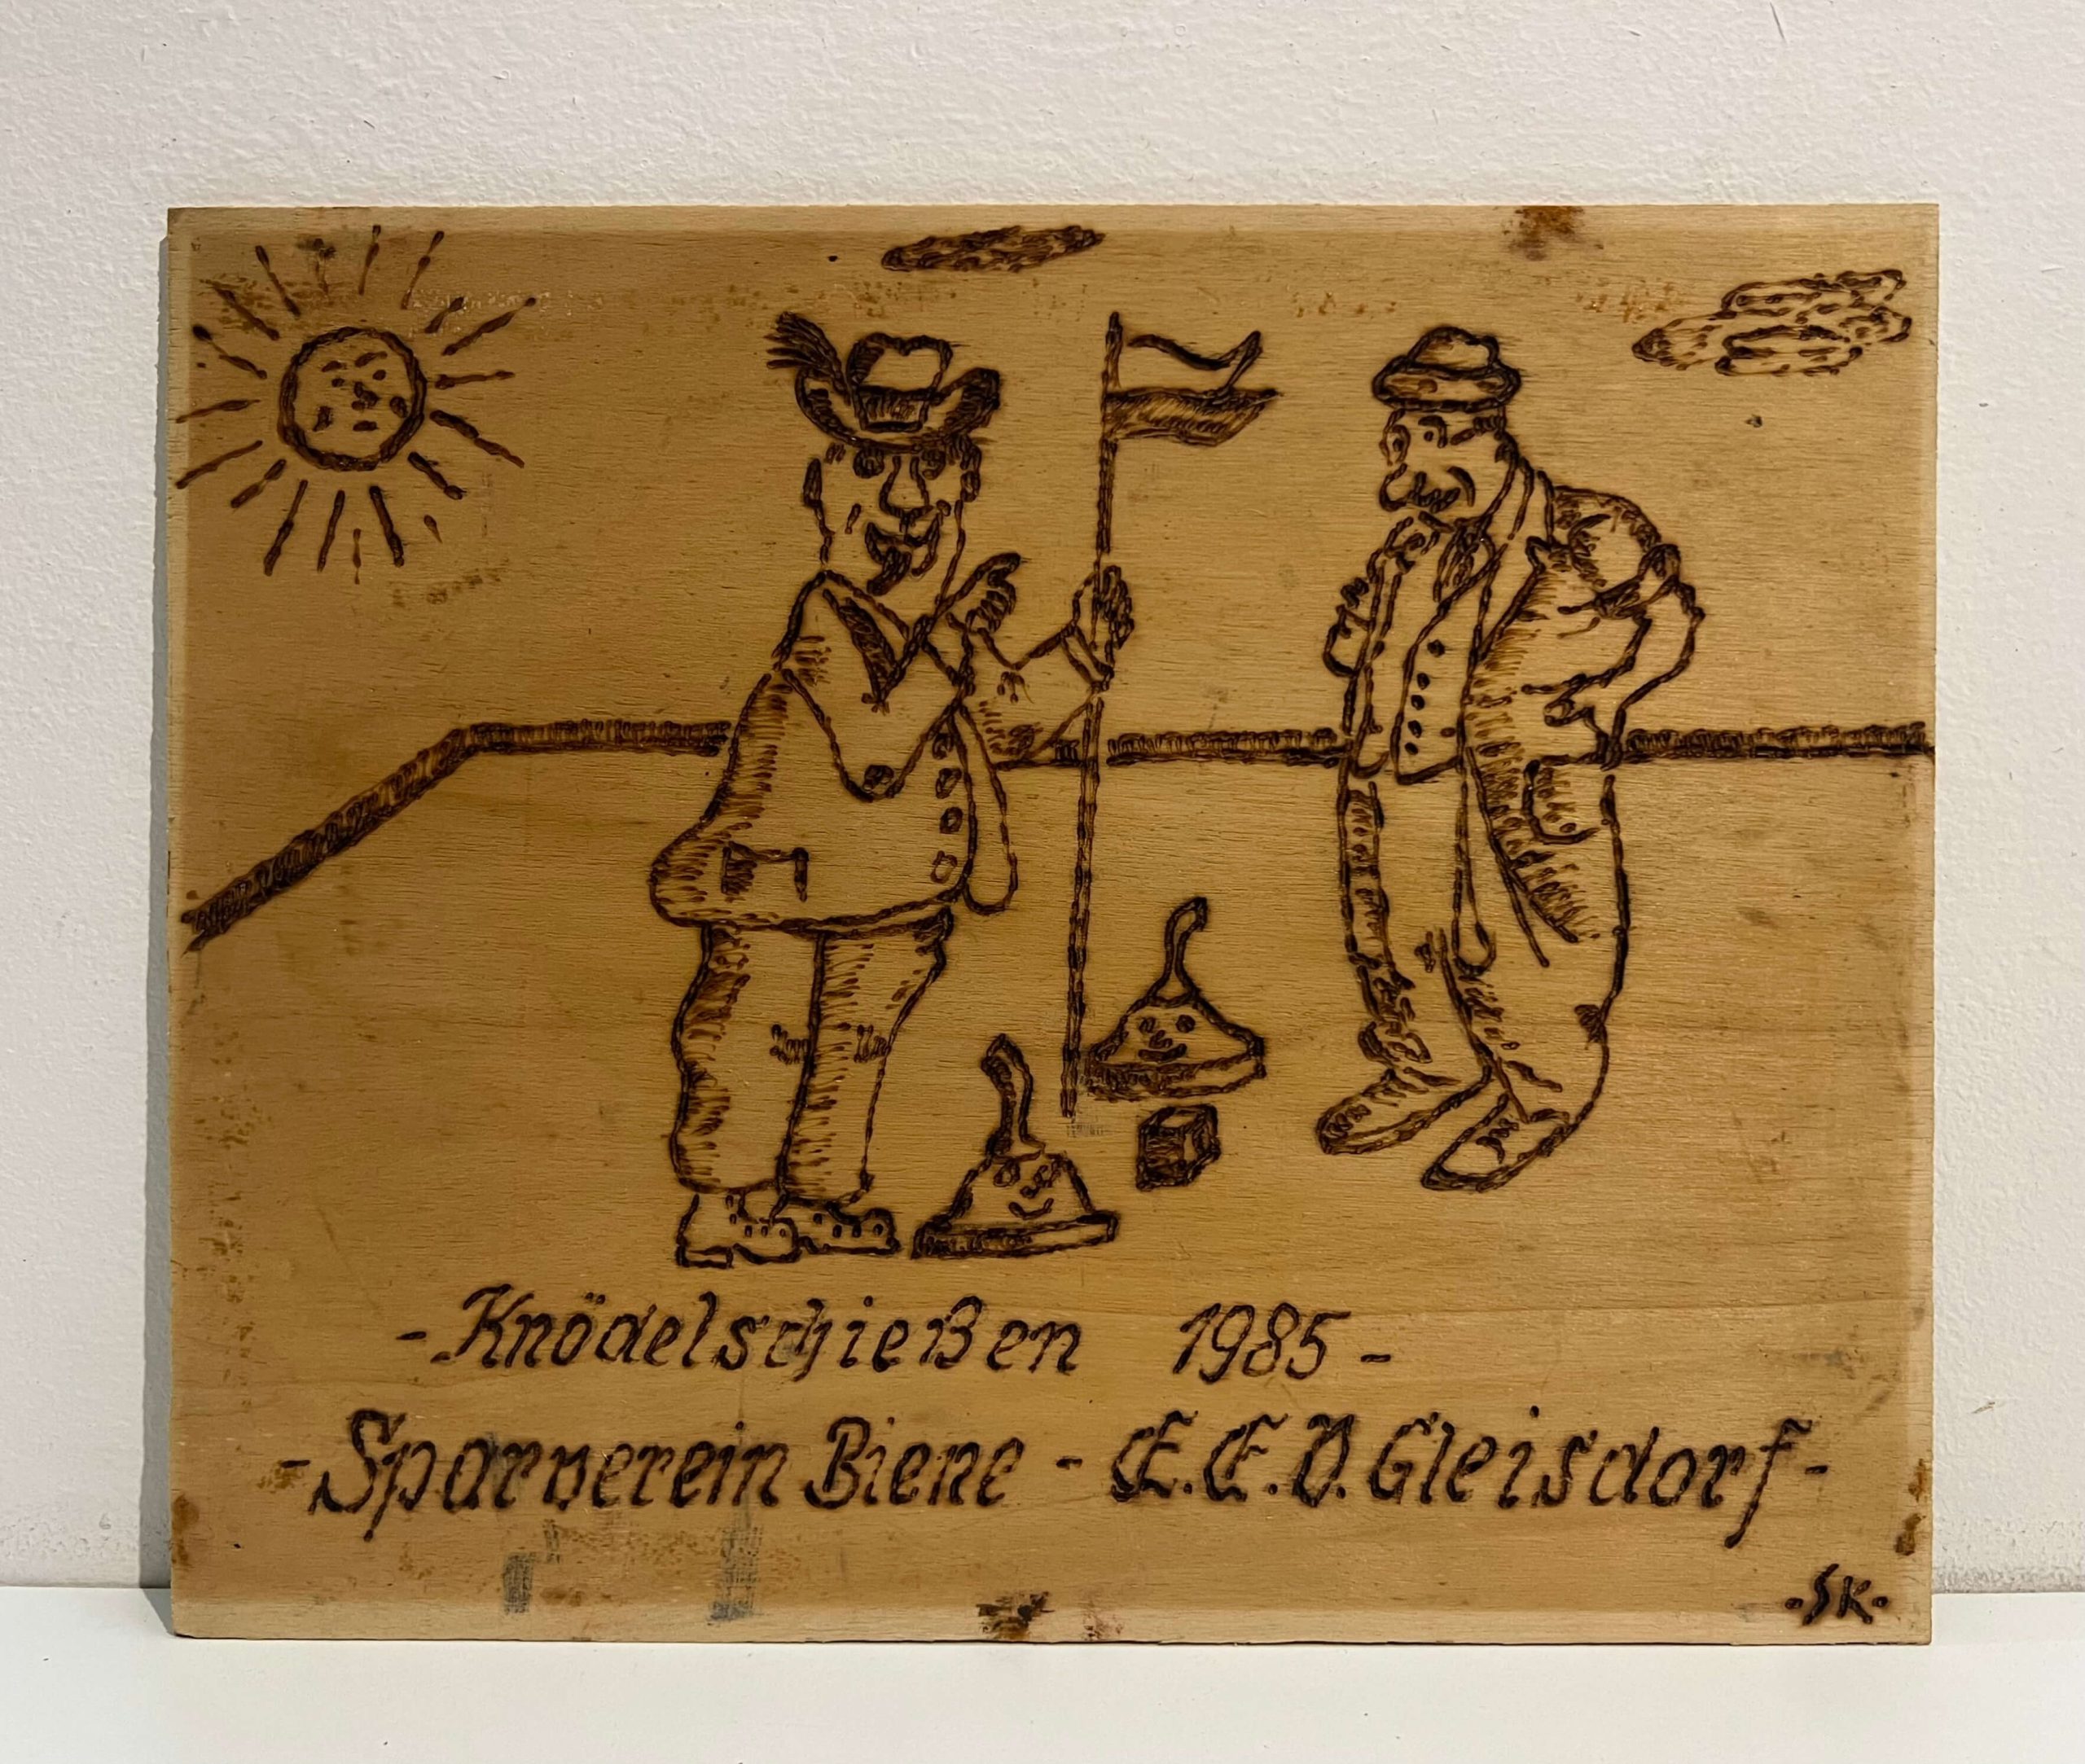 - Knödelschießen 1985 -
- Sparverein Biene - E.E.V. Gleisdorf -
·SK·